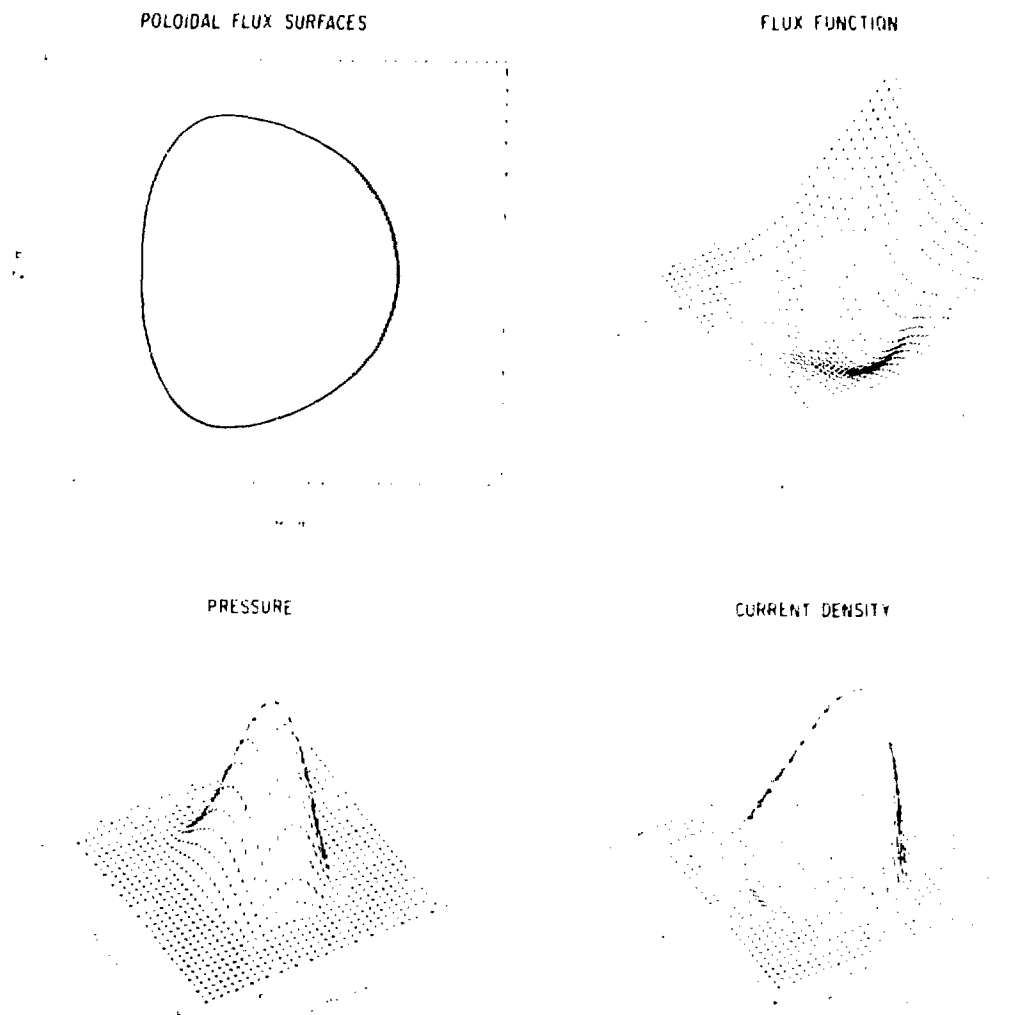 POLOIDAL FLUX SURFACES
FLUX FUNCTION
PRESSURE
CURRENT DENSITY